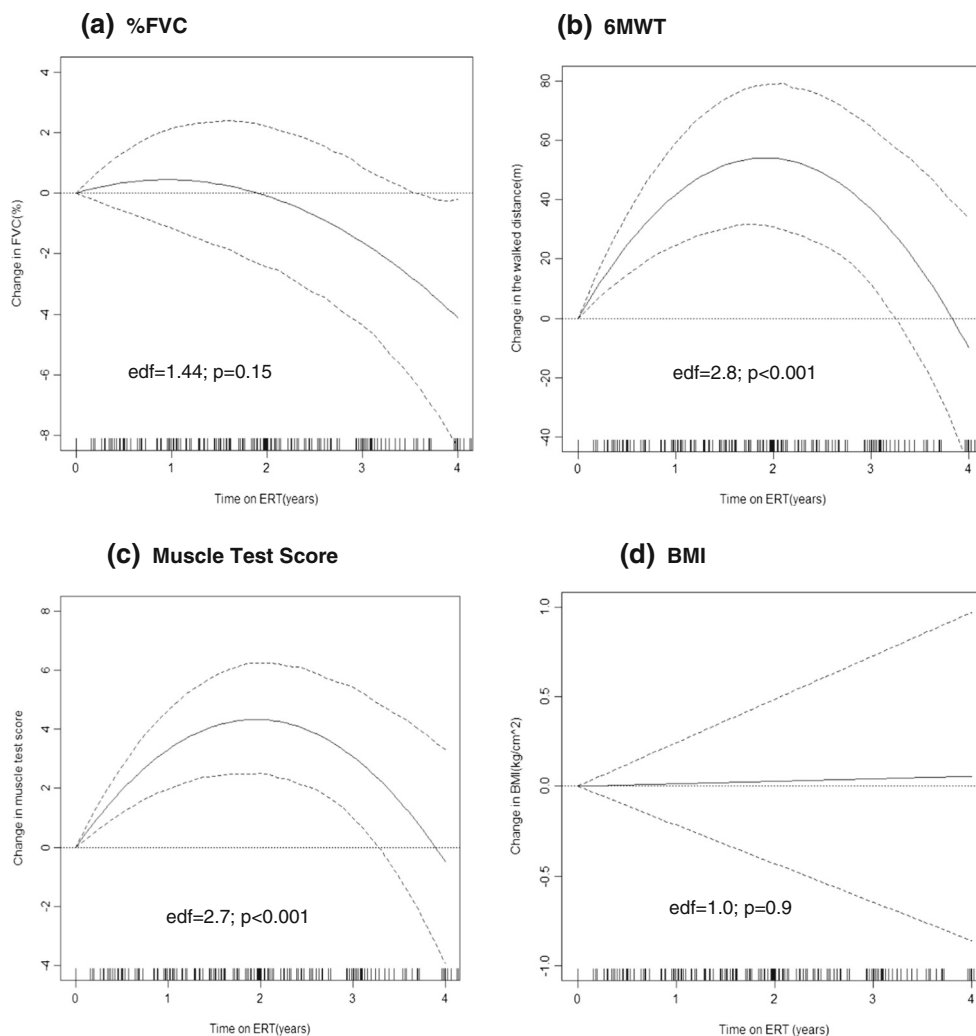 (a) %FVC
4
2
0
-2
-4
-6
-8
Change in FVC(%)
edf=1.44; p=0.15
0 1 2 3 4
Time on ERT(years)
(b) 6MWT
80
60
40
20
0
-20
-40
Change in the walked distance(m)
edf=2.8; p<0.001
0 1 2 3 4
Time on ERT(years)
(c) Muscle Test Score
8
6
4
2
0
-2
-4
Change in muscle test score
edf=2.7; p<0.001
0 1 2 3 4
Time on ERT(years)
(d) BMI
1.0
0.5
0.0
-0.5
-1.0
Change in BMI(kg/cm^2)
edf=1.0; p=0.9
0 1 2 3 4
Time on ERT(years)